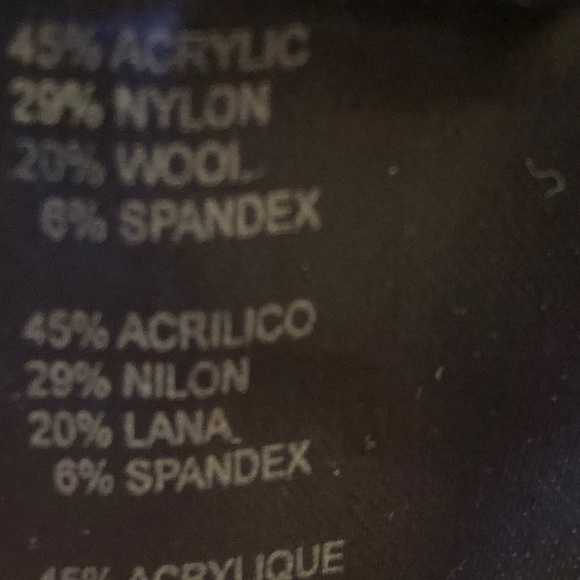 45% ACRYLIC
29% NYLON
20% WOOL
6% SPANDEX
45% ACRILICO
29% NILON
20% LANA
6% SPANDEX
45% ACRYLIQUE